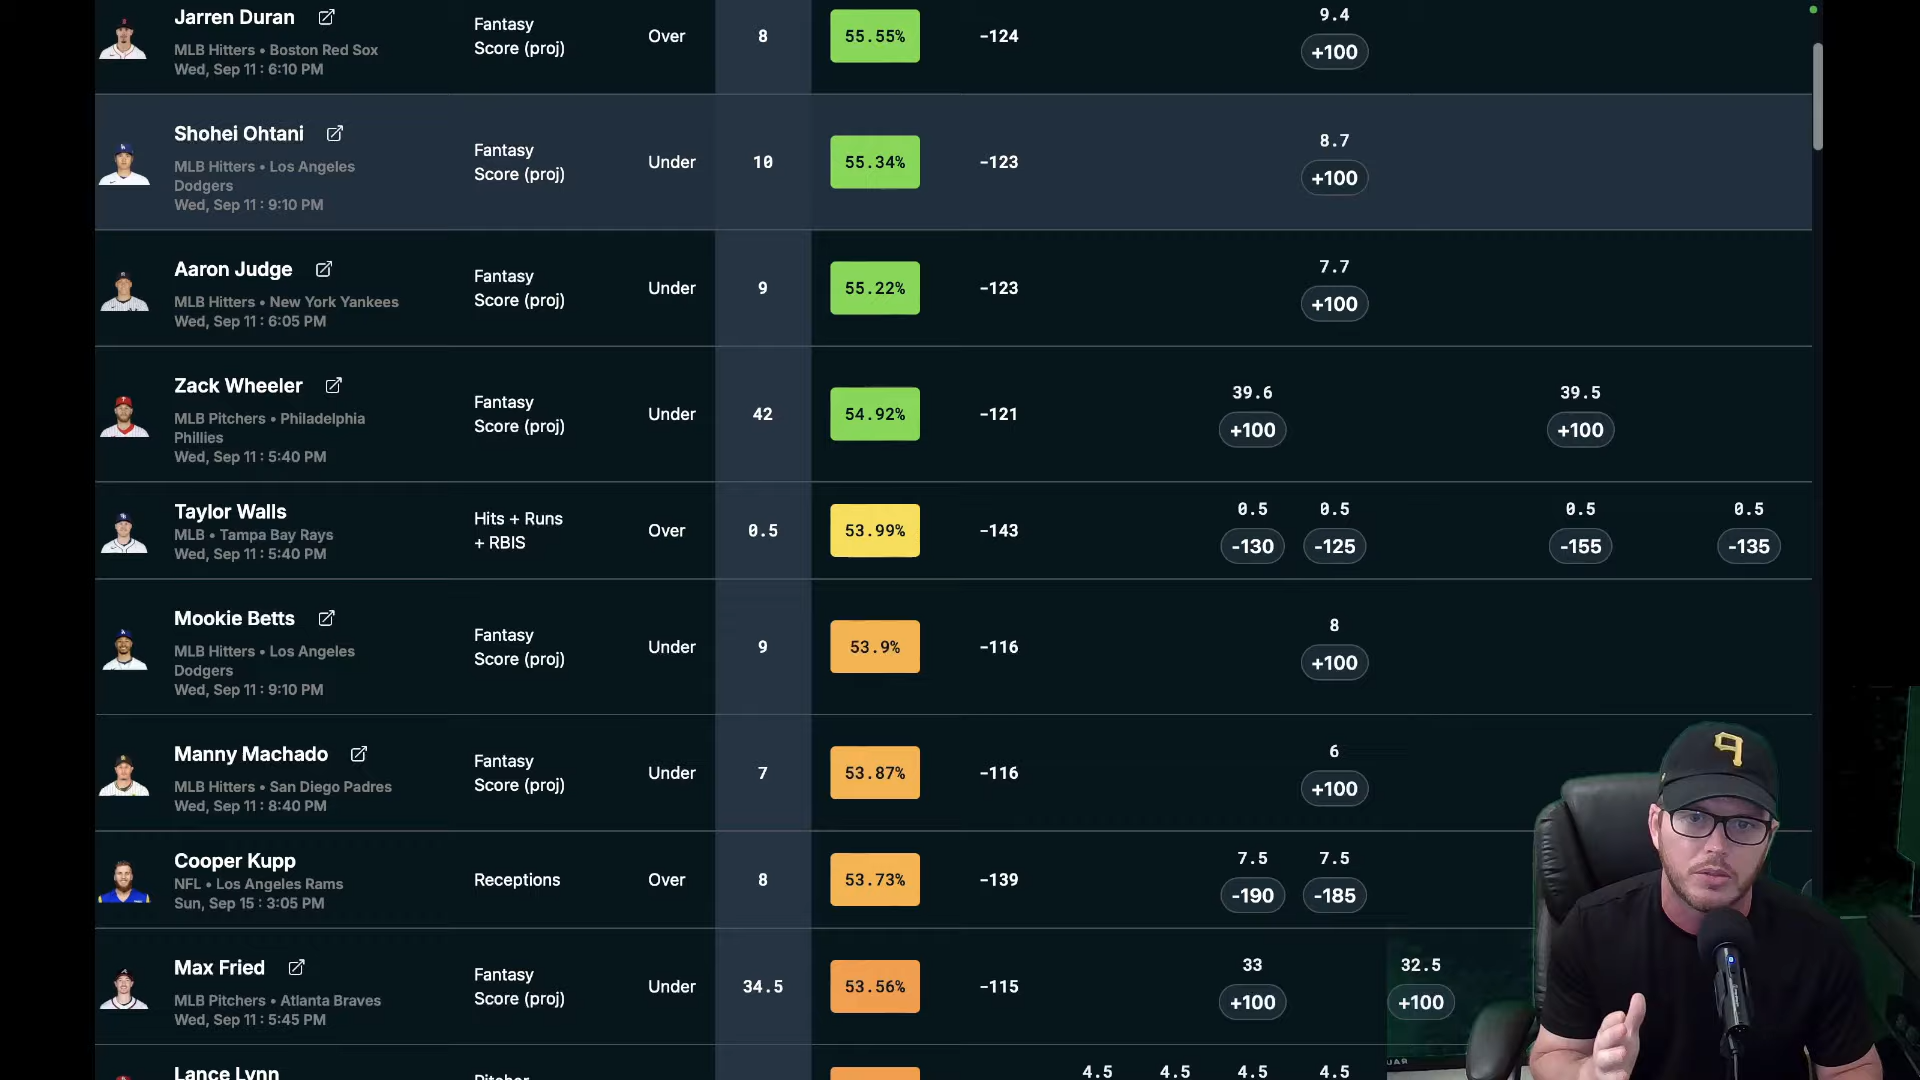 Jarren Duran
MLB Hitters • Boston Red Sox
Wed, Sep 11 : 6:10 PM
Fantasy
Score (proj)
Over
8
55.55%
-124
9.4
+100
Shohei Ohtani
MLB Hitters • Los Angeles
Dodgers
Wed, Sep 11 : 9:10 PM
Fantasy
Score (proj)
Under
10
55.34%
-123
8.7
+100
Aaron Judge
MLB Hitters • New York Yankees
Wed, Sep 11 : 6:05 PM
Fantasy
Score (proj)
Under
9
55.22%
-123
7.7
+100
Zack Wheeler
MLB Pitchers • Philadelphia
Phillies
Wed, Sep 11 : 5:40 PM
Fantasy
Score (proj)
Under
42
54.92%
-121
39.6
+100
39.5
+100
Taylor Walls
MLB • Tampa Bay Rays
Wed, Sep 11 : 5:40 PM
Hits + Runs
+ RBIS
Over
0.5
53.99%
-143
0.5
-130
0.5
-125
0.5
-155
0.5
-135
Mookie Betts
MLB Hitters • Los Angeles
Dodgers
Wed, Sep 11 : 9:10 PM
Fantasy
Score (proj)
Under
9
53.9%
-116
8
+100
Manny Machado
MLB Hitters • San Diego Padres
Wed, Sep 11 : 8:40 PM
Fantasy
Score (proj)
Under
7
53.87%
-116
6
+100
Cooper Kupp
NFL • Los Angeles Rams
Sun, Sep 15 : 3:05 PM
Receptions
Over
8
53.73%
-139
7.5
-190
7.5
-185
Max Fried
MLB Pitchers • Atlanta Braves
Wed, Sep 11 : 5:45 PM
Fantasy
Score (proj)
Under
34.5
53.56%
-115
33
+100
32.5
+100
Lance Lynn
Pitcher
4.5
4.5
4.5
4.5
P